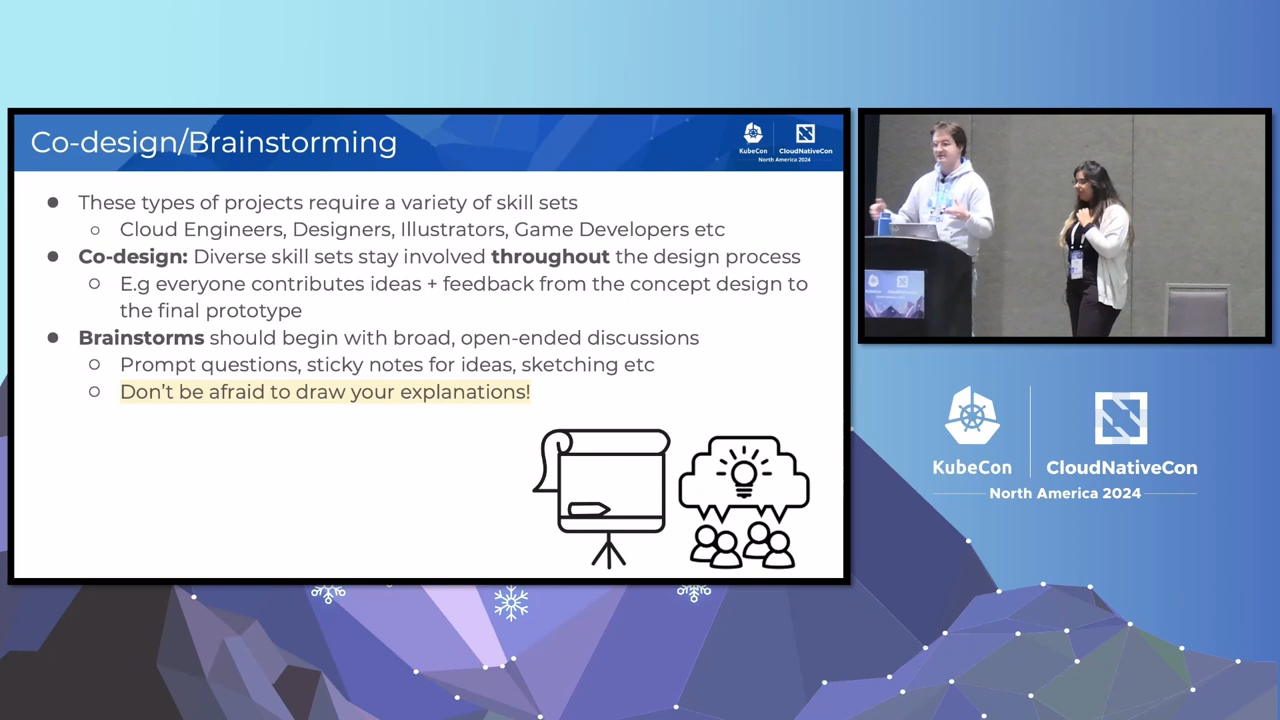 Co-design/Brainstorming
KubeCon
CloudNativeCon
North America 2024
● These types of projects require a variety of skill sets
○ Cloud Engineers, Designers, Illustrators, Game Developers etc
● Co-design: Diverse skill sets stay involved throughout the design process
○ E.g everyone contributes ideas + feedback from the concept design to
the final prototype
● Brainstorms should begin with broad, open-ended discussions
○ Prompt questions, sticky notes for ideas, sketching etc
○ Don't be afraid to draw your explanations!
KubeCon
CloudNativeCon
North America 2024